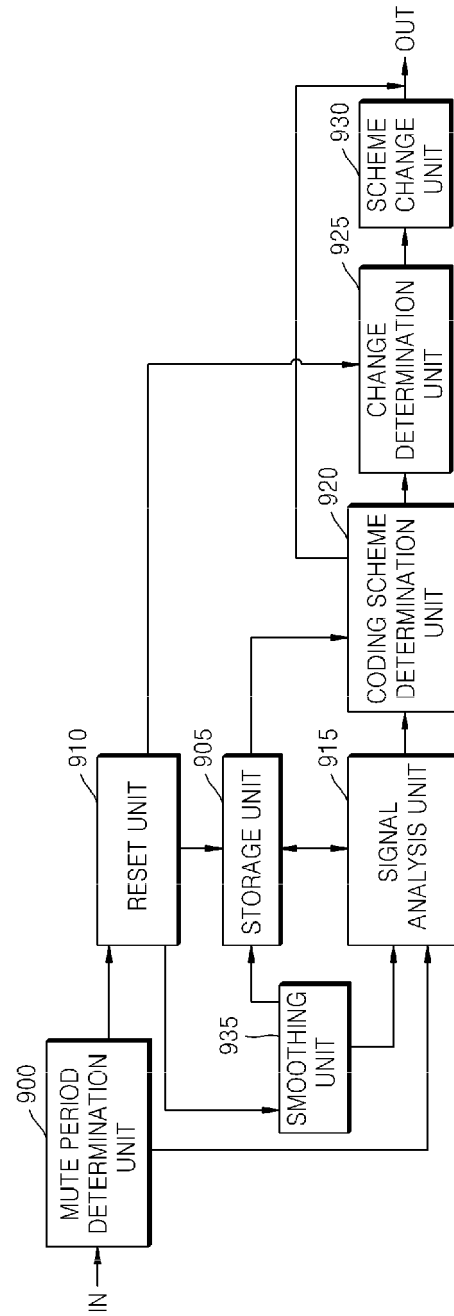 IN
900
MUTE PERIOD
DETERMINATION
UNIT
910
RESET UNIT
905
STORAGE UNIT
935
SMOOTHING
UNIT
915
SIGNAL
ANALYSIS UNIT
920
CODING SCHEME
DETERMINATION
UNIT
925
CHANGE
DETERMINATION
UNIT
930
SCHEME
CHANGE
UNIT
OUT